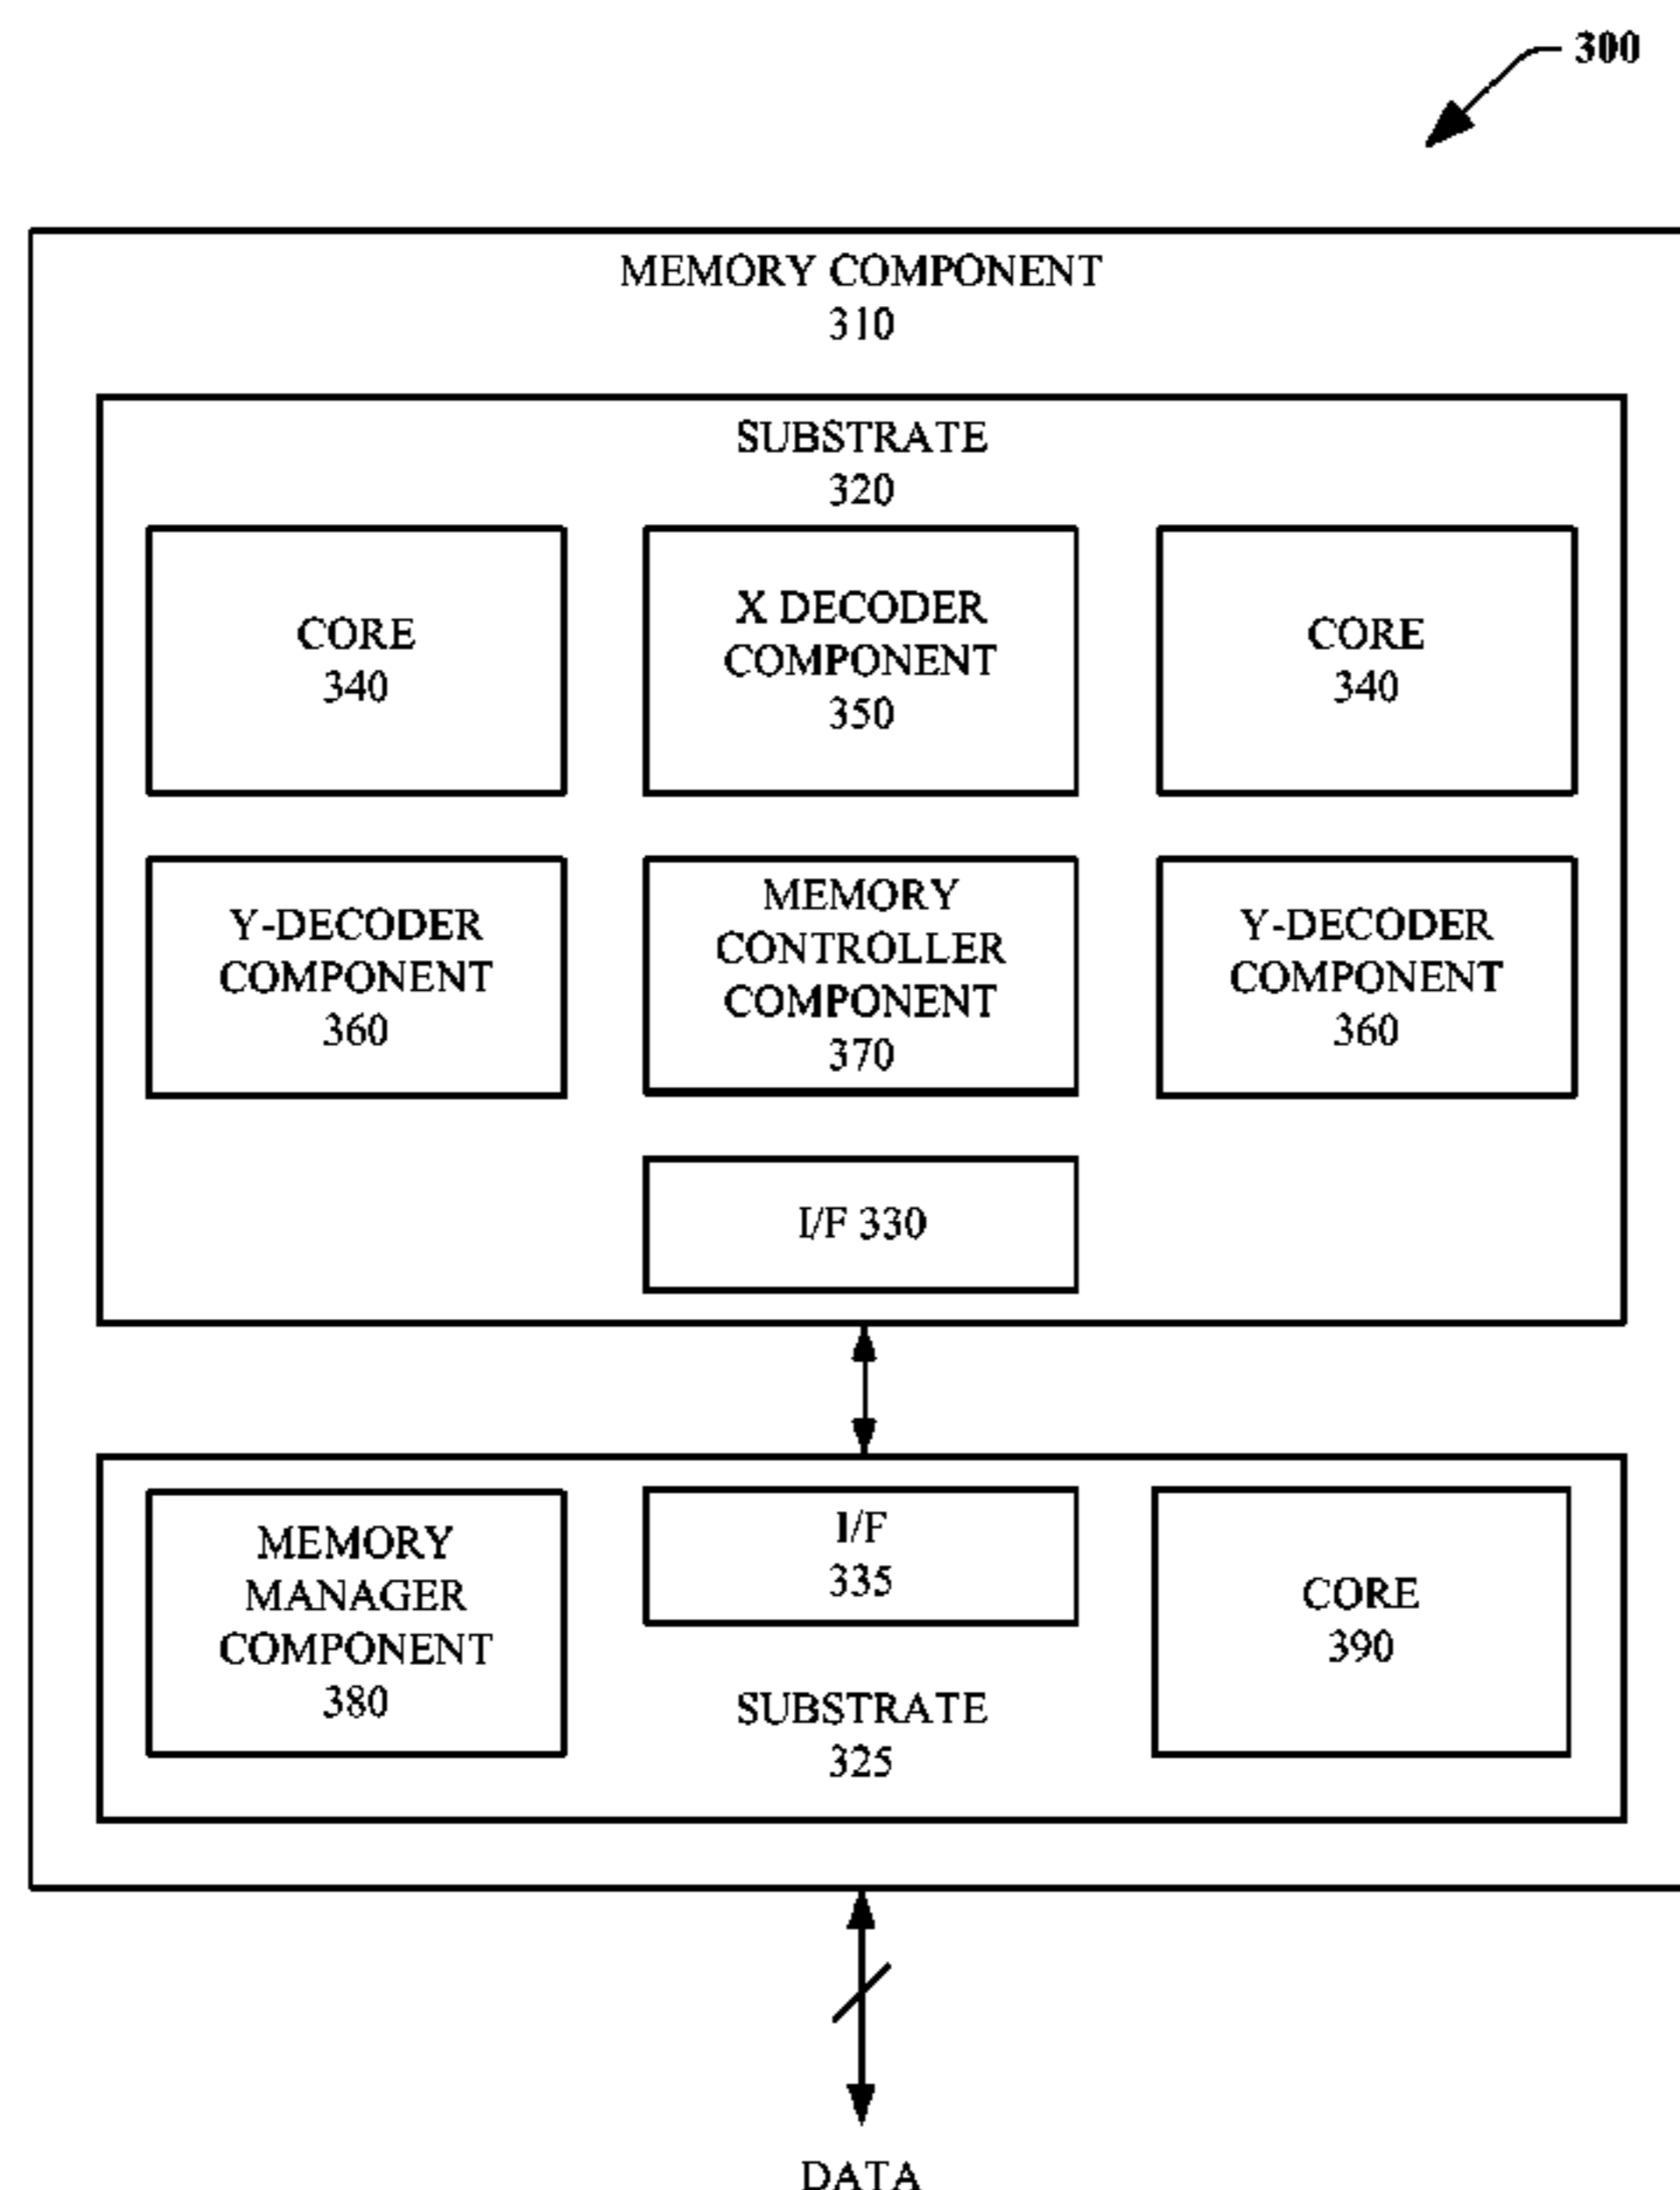 300
MEMORY COMPONENT
310
SUBSTRATE
320
CORE
340
X DECODER
COMPONENT
350
CORE
340
Y-DECODER
COMPONENT
360
MEMORY
CONTROLLER
COMPONENT
370
Y-DECODER
COMPONENT
360
I/F 330
MEMORY
MANAGER
COMPONENT
380
I/F
335
SUBSTRATE
325
CORE
390
DATA